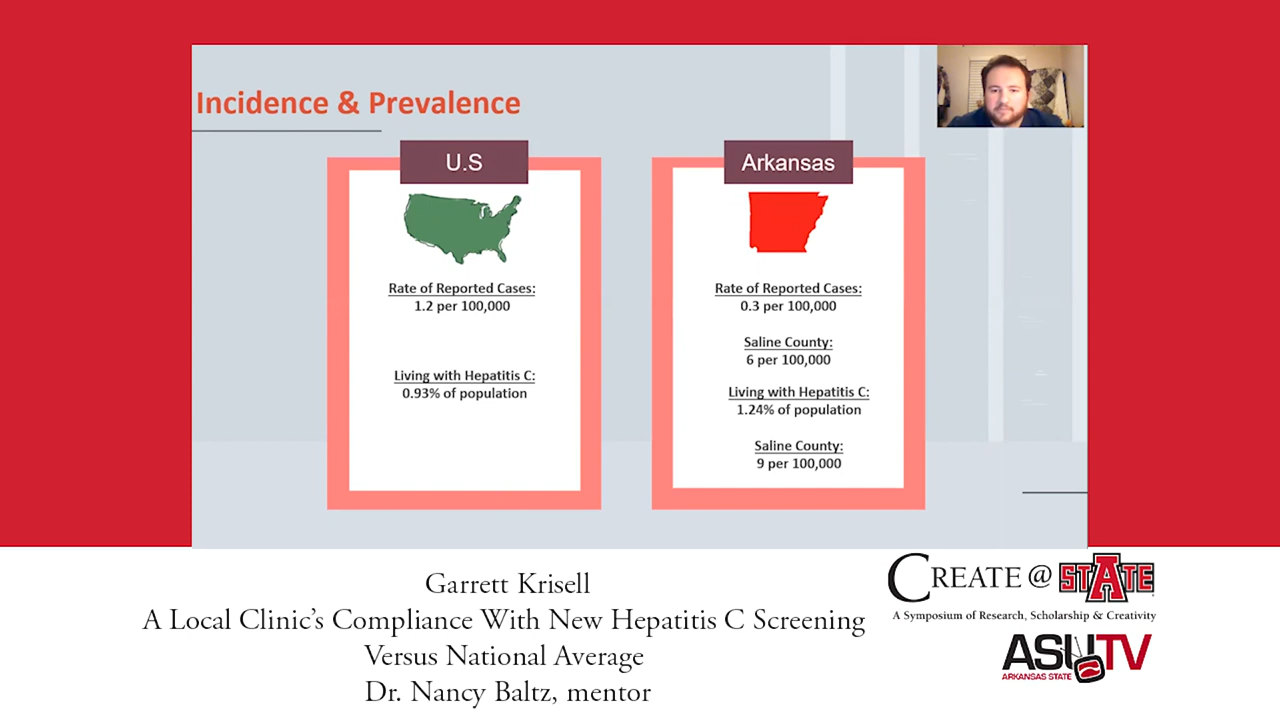 Incidence & Prevalence
U.S
Rate of Reported Cases:
1.2 per 100,000
Living with Hepatitis C:
0.93% of population
Arkansas
Rate of Reported Cases:
0.3 per 100,000
Saline County:
6 per 100,000
Living with Hepatitis C:
1.24% of population
Saline County:
9 per 100,000
Garrett Krisell
A Local Clinic's Compliance With New Hepatitis C Screening
Versus National Average
Dr. Nancy Baltz, mentor
CREATE @ STATE
A Symposium of Research, Scholarship & Creativity
ASUTV
ARKANSAS STATE